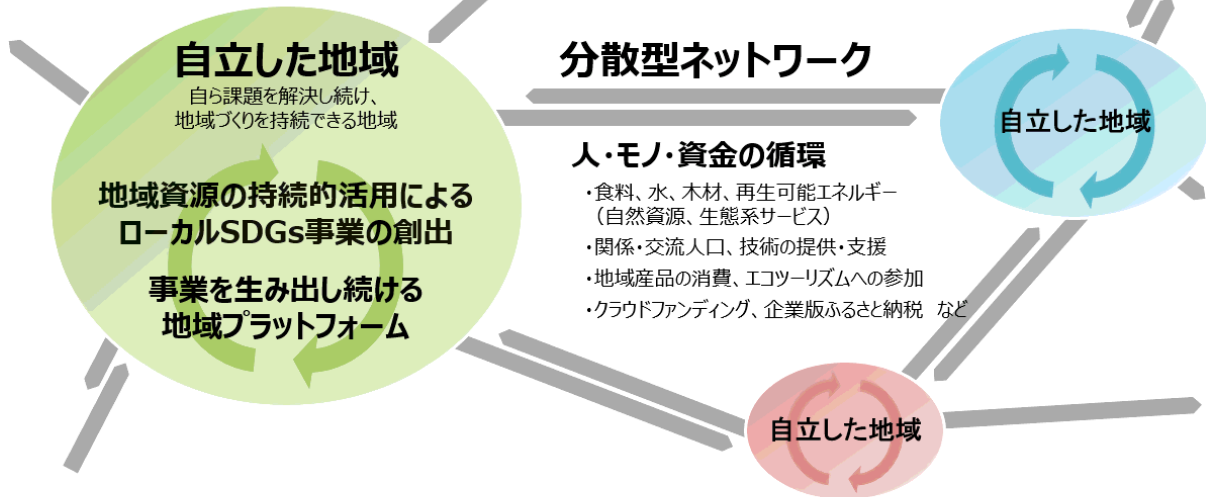 自立した地域
自ら課題を解決し続け、
地域づくりを持続できる地域
地域資源の持続的活用による
ローカルSDGs事業の創出
事業を生み出し続ける
地域プラットフォーム
分散型ネットワーク
人・モノ・資金の循環
・食料、水、木材、再生可能エネルギー
（自然資源、生態系サービス）
・関係・交流人口、技術の提供・支援
・地域産品の消費、エコツーリズムへの参加
・クラウドファンディング、企業版ふるさと納税　など
自立した地域
自立した地域